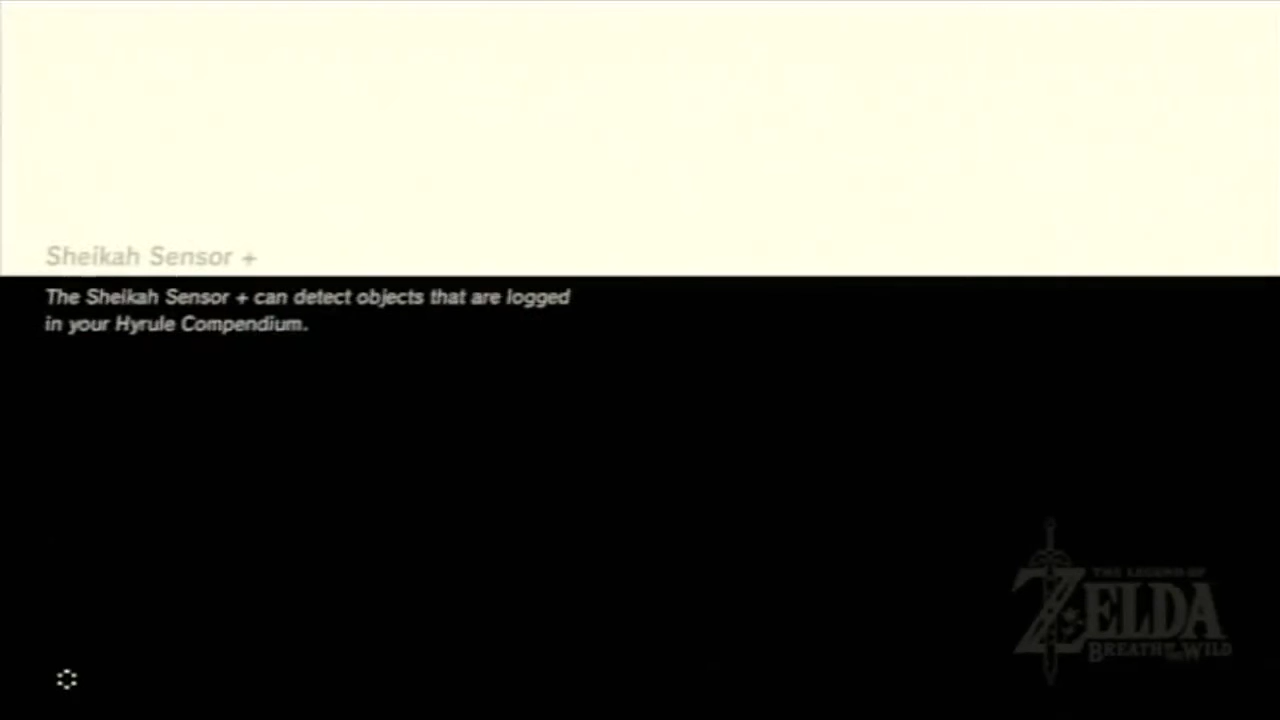 Sheikah Sensor +
The Sheikah Sensor + can detect objects that are logged
in your Hyrule Compendium.
THE LEGEND OF
ZELDA
BREATH OF THE WILD